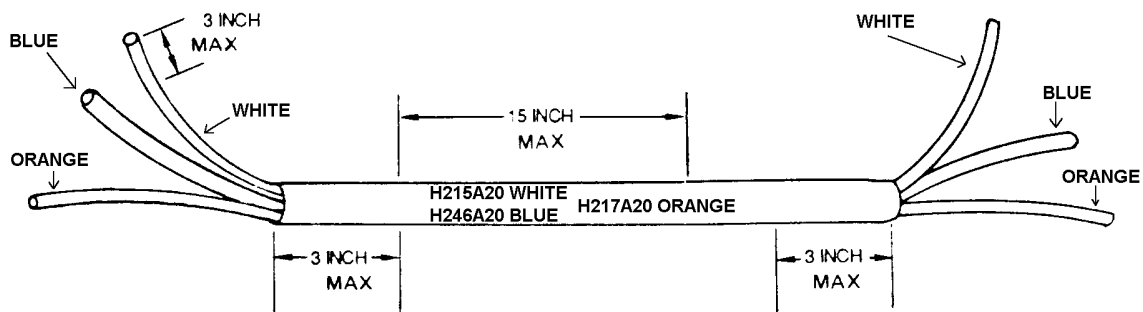 3 INCH
MAX
BLUE
WHITE
ORANGE
15 INCH
MAX
WHITE
BLUE
ORANGE
H215A20 WHITE
H246A20 BLUE
H217A20 ORANGE
3 INCH
MAX
3 INCH
MAX